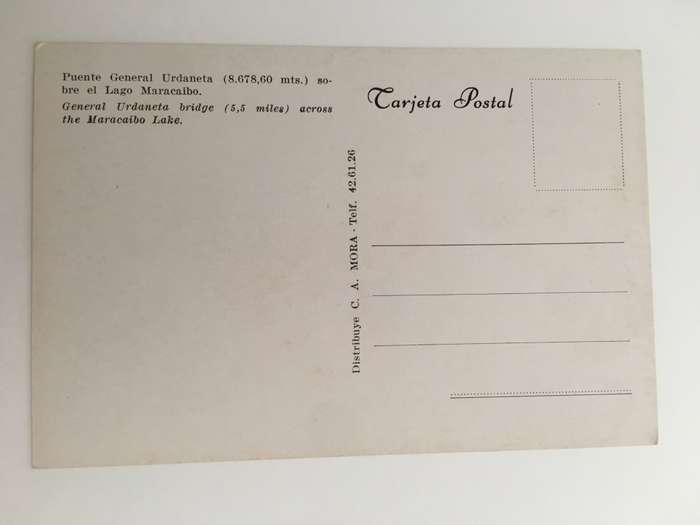 Puente General Urdaneta (8.678,60 mts.) so-
bre el Lago Maracaibo.
General Urdaneta bridge (5,5 miles) across
the Maracaibo Lake.
Tarjeta Postal
Distribuye C. A. MORA - Telf. 42.61.26